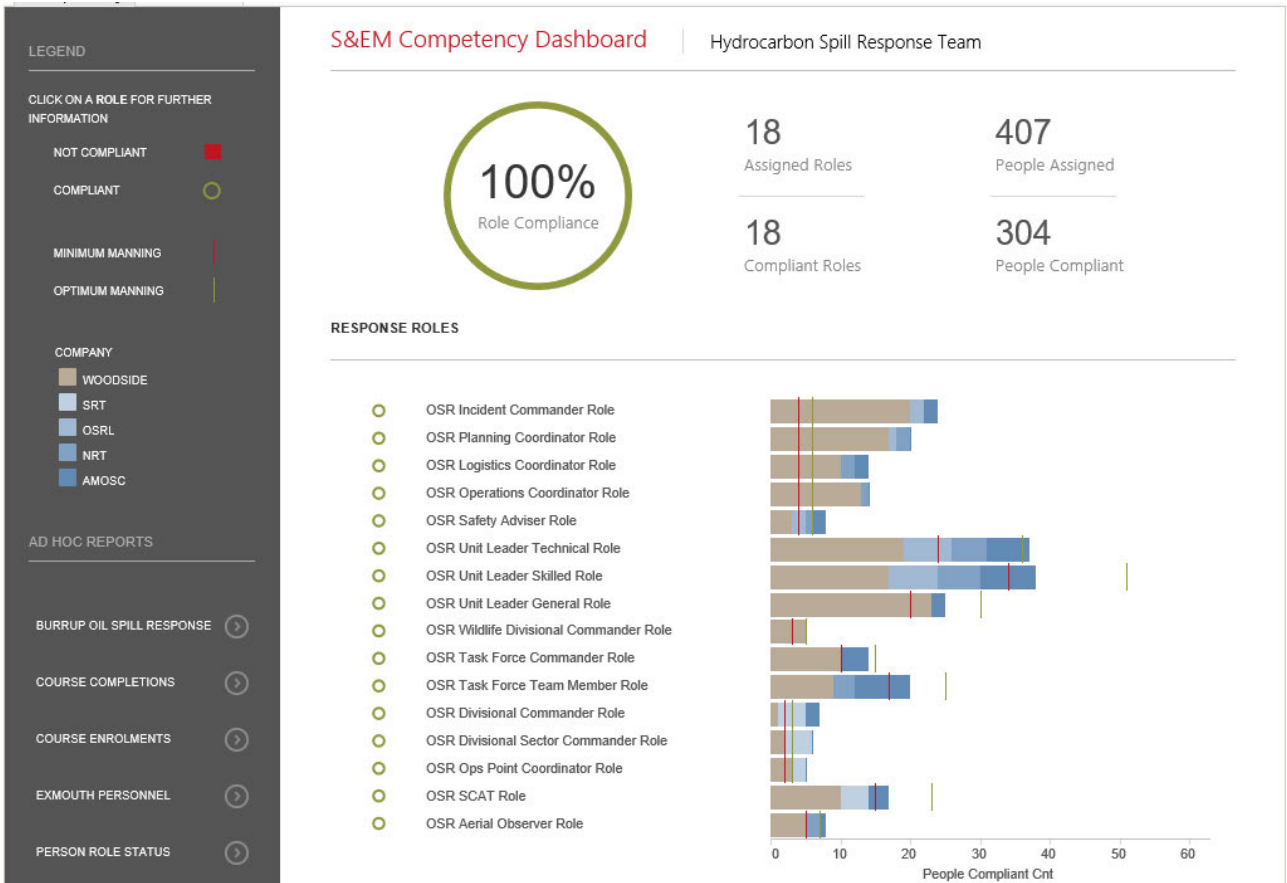 LEGEND
CLICK ON A ROLE FOR FURTHER
INFORMATION
NOT COMPLIANT
COMPLIANT
MINIMUM MANNING
OPTIMUM MANNING
COMPANY
WOODSIDE
SRT
OSRL
NRT
AMOSC
AD HOC REPORTS
BURRUP OIL SPILL RESPONSE
COURSE COMPLETIONS
COURSE ENROLMENTS
EXMOUTH PERSONNEL
PERSON ROLE STATUS
S&EM Competency Dashboard
Hydrocarbon Spill Response Team
100%
Role Compliance
18
Assigned Roles
407
People Assigned
18
Compliant Roles
304
People Compliant
RESPONSE ROLES
OSR Incident Commander Role
OSR Planning Coordinator Role
OSR Logistics Coordinator Role
OSR Operations Coordinator Role
OSR Safety Adviser Role
OSR Unit Leader Technical Role
OSR Unit Leader Skilled Role
OSR Unit Leader General Role
OSR Wildlife Divisional Commander Role
OSR Task Force Commander Role
OSR Task Force Team Member Role
OSR Divisional Commander Role
OSR Divisional Sector Commander Role
OSR Ops Point Coordinator Role
OSR SCAT Role
OSR Aerial Observer Role
0 10 20 30 40 50 60
People Compliant Cnt